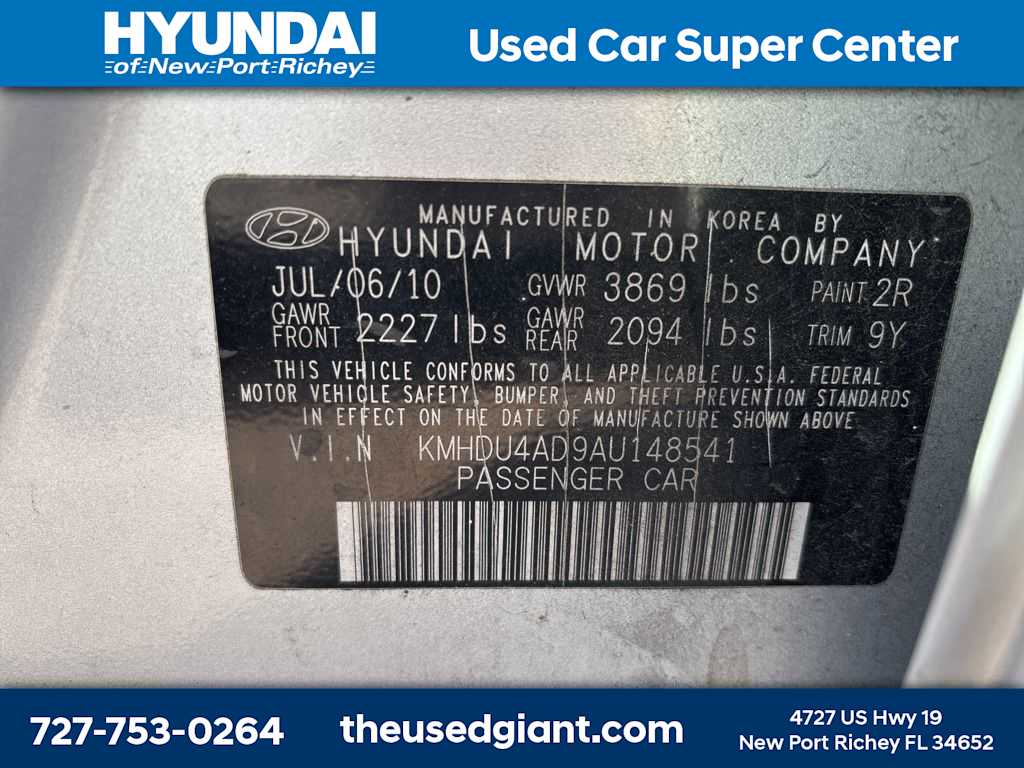 HYUNDAI
of New Port Richey
Used Car Super Center
MANUFACTURED IN KOREA BY
HYUNDAI MOTOR COMPANY
JUL/06/10 GVWR 3869 lbs PAINT 2R
GAWR FRONT 2227 lbs GAWR REAR 2094 lbs TRIM 9Y
THIS VEHICLE CONFORMS TO ALL APPLICABLE U.S.A. FEDERAL
MOTOR VEHICLE SAFETY, BUMPER, AND THEFT PREVENTION STANDARDS
IN EFFECT ON THE DATE OF MANUFACTURE SHOWN ABOVE
V.I.N KMHDU4AD9AU148541
PASSENGER CAR
727-753-0264
theusedgiant.com
4727 US Hwy 19
New Port Richey FL 34652